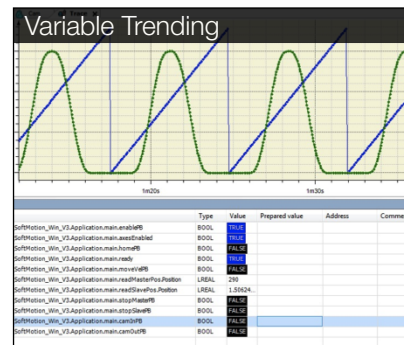 Variable Trending
1m20s 1m30s
Type Value Prepared value Address Comme
SoftMotion_Win_V3.Application.main.enablePB BOOL TRUE
SoftMotion_Win_V3.Application.main.axesEnabled BOOL TRUE
SoftMotion_Win_V3.Application.main.homePB BOOL FALSE
SoftMotion_Win_V3.Application.main.ready BOOL TRUE
SoftMotion_Win_V3.Application.main.moveVelPB BOOL FALSE
SoftMotion_Win_V3.Application.main.readMasterPos.Position LREAL 290
SoftMotion_Win_V3.Application.main.readSlavePos.Position LREAL 1.50624...
SoftMotion_Win_V3.Application.main.stopMasterPB BOOL FALSE
SoftMotion_Win_V3.Application.main.stopSlavePB BOOL FALSE
SoftMotion_Win_V3.Application.main.camInPB BOOL FALSE
SoftMotion_Win_V3.Application.main.camOutPB BOOL FALSE